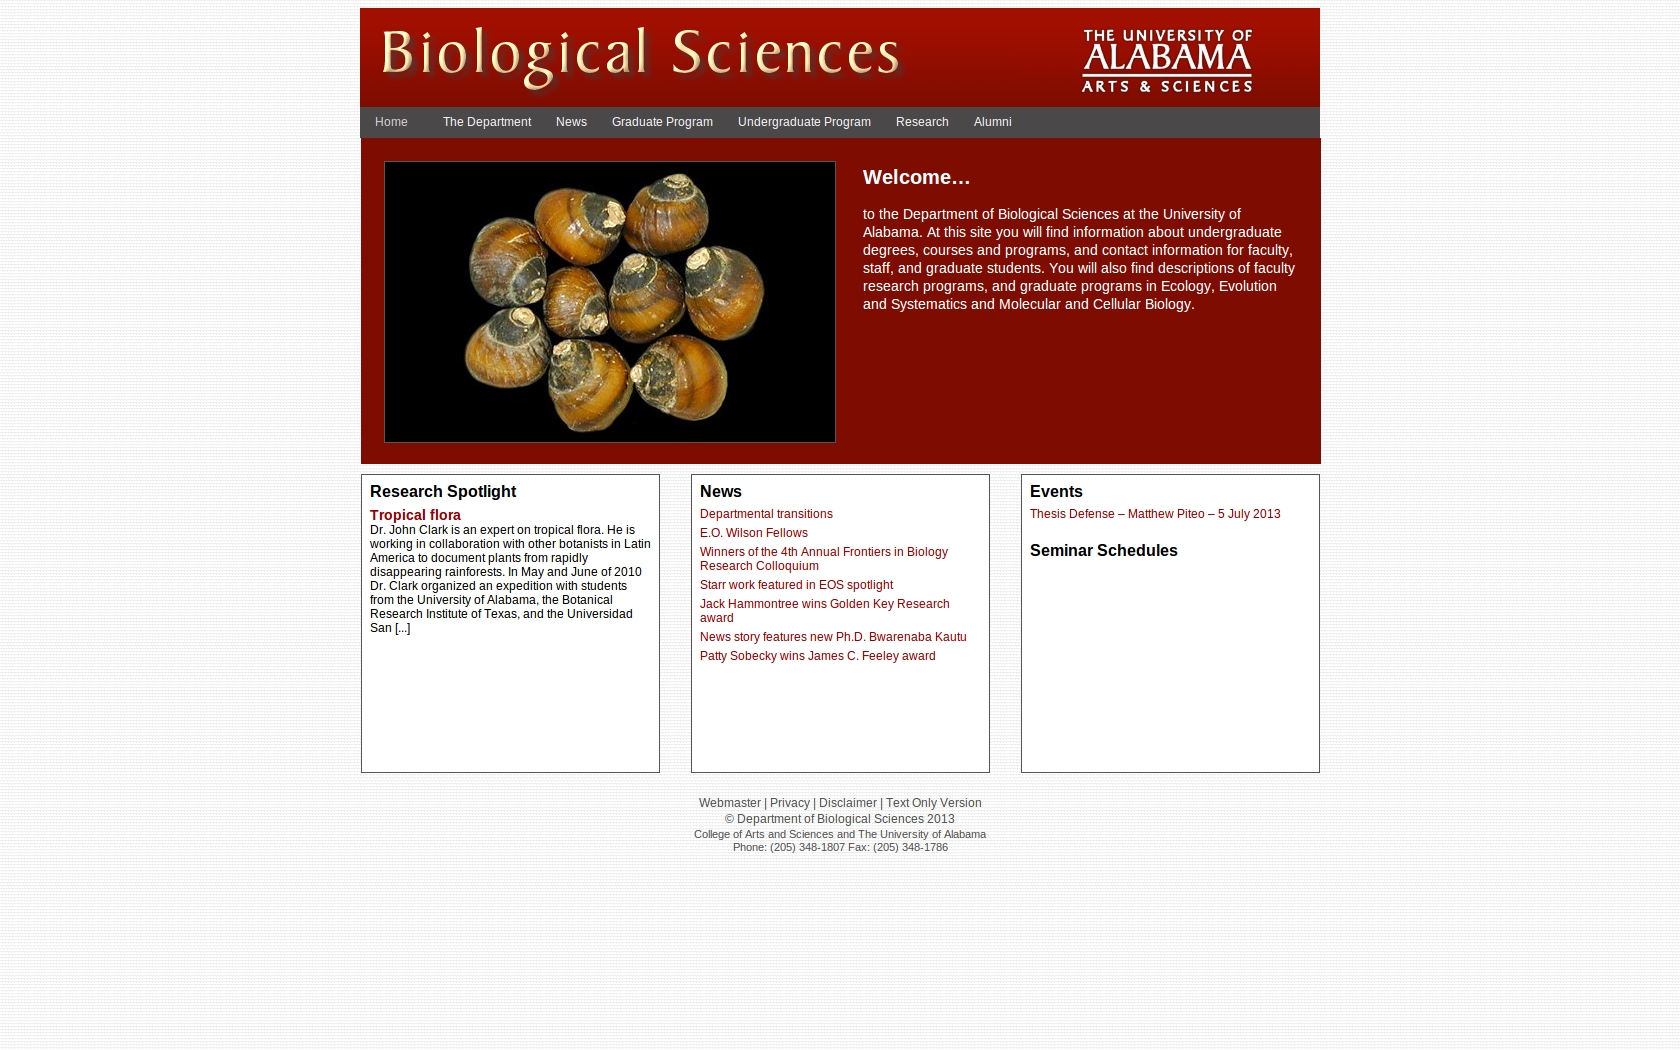 Biological Sciences
THE UNIVERSITY OF
ALABAMA
ARTS & SCIENCES
Home The Department News Graduate Program Undergraduate Program Research Alumni
Welcome…
to the Department of Biological Sciences at the University of
Alabama. At this site you will find information about undergraduate
degrees, courses and programs, and contact information for faculty,
staff, and graduate students. You will also find descriptions of faculty
research programs, and graduate programs in Ecology, Evolution
and Systematics and Molecular and Cellular Biology.
Research Spotlight
Tropical flora
Dr. John Clark is an expert on tropical flora. He is
working in collaboration with other botanists in Latin
America to document plants from rapidly
disappearing rainforests. In May and June of 2010
Dr. Clark organized an expedition with students
from the University of Alabama, the Botanical
Research Institute of Texas, and the Universidad
San [...]
News
Departmental transitions
E.O. Wilson Fellows
Winners of the 4th Annual Frontiers in Biology
Research Colloquium
Starr work featured in EOS spotlight
Jack Hammontree wins Golden Key Research
award
News story features new Ph.D. Bwarenaba Kautu
Patty Sobecky wins James C. Feeley award
Events
Thesis Defense – Matthew Piteo – 5 July 2013
Seminar Schedules
Webmaster | Privacy | Disclaimer | Text Only Version
© Department of Biological Sciences 2013
College of Arts and Sciences and The University of Alabama
Phone: (205) 348-1807 Fax: (205) 348-1786